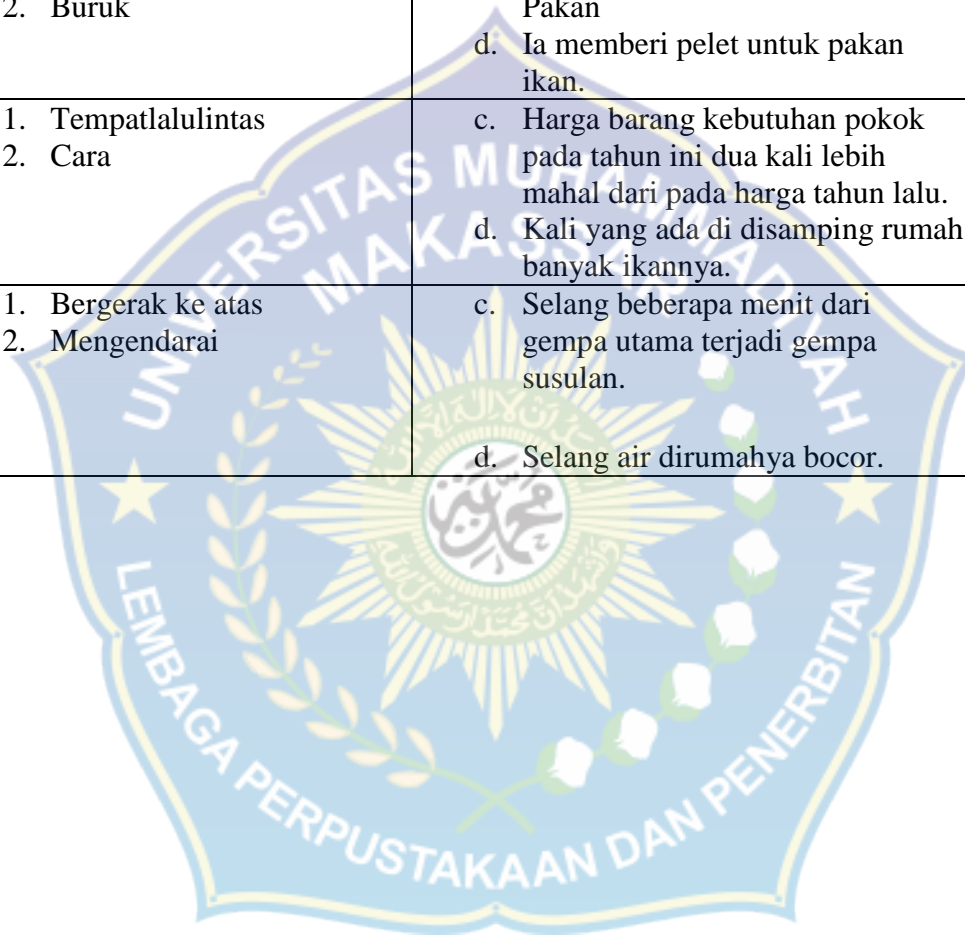 2. Buruk
Pakan
d. Ia memberi pelet untuk pakan
ikan.
1. Tempatlalulintas
2. Cara
c. Harga barang kebutuhan pokok
pada tahun ini dua kali lebih
mahal dari pada harga tahun lalu.
d. Kali yang ada di disamping rumah
banyak ikannya.
1. Bergerak ke atas
2. Mengendarai
c. Selang beberapa menit dari
gempa utama terjadi gempa
susulan.
d. Selang air dirumahya bocor.
UNIVERSITAS MUHAMMADIYAH
MAKASSAR
LEMBAGA PERPUSTAKAAN DAN PENERBITAN